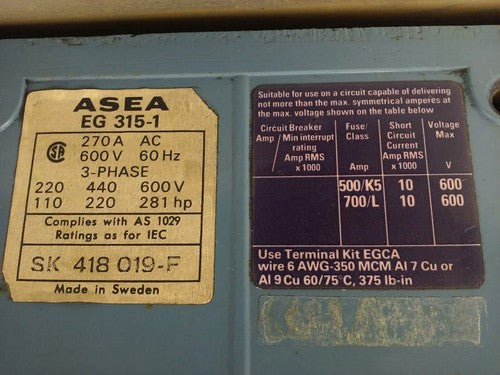 ASEA
EG 315-1
270 A AC
600 V 60 Hz
3-PHASE
220 440 600 V
110 220 281 hp
Complies with AS 1029
Ratings as for IEC
SK 418 019-F
Made in Sweden
Suitable for use on a circuit capable of delivering
not more than the max. symmetrical amperes at
the max. voltage shown on the table below
Circuit Breaker Fuse/ Short Voltage
Amp / Min interrupt Class Circuit Max
rating Current
Amp RMS Amp RMS
× 1000 Amp × 1000 V
500/K5 10 600
700/L 10 600
Use Terminal Kit EGCA
wire 6 AWG-350 MCM Al 7 Cu or
Al 9 Cu 60/75°C, 375 lb-in